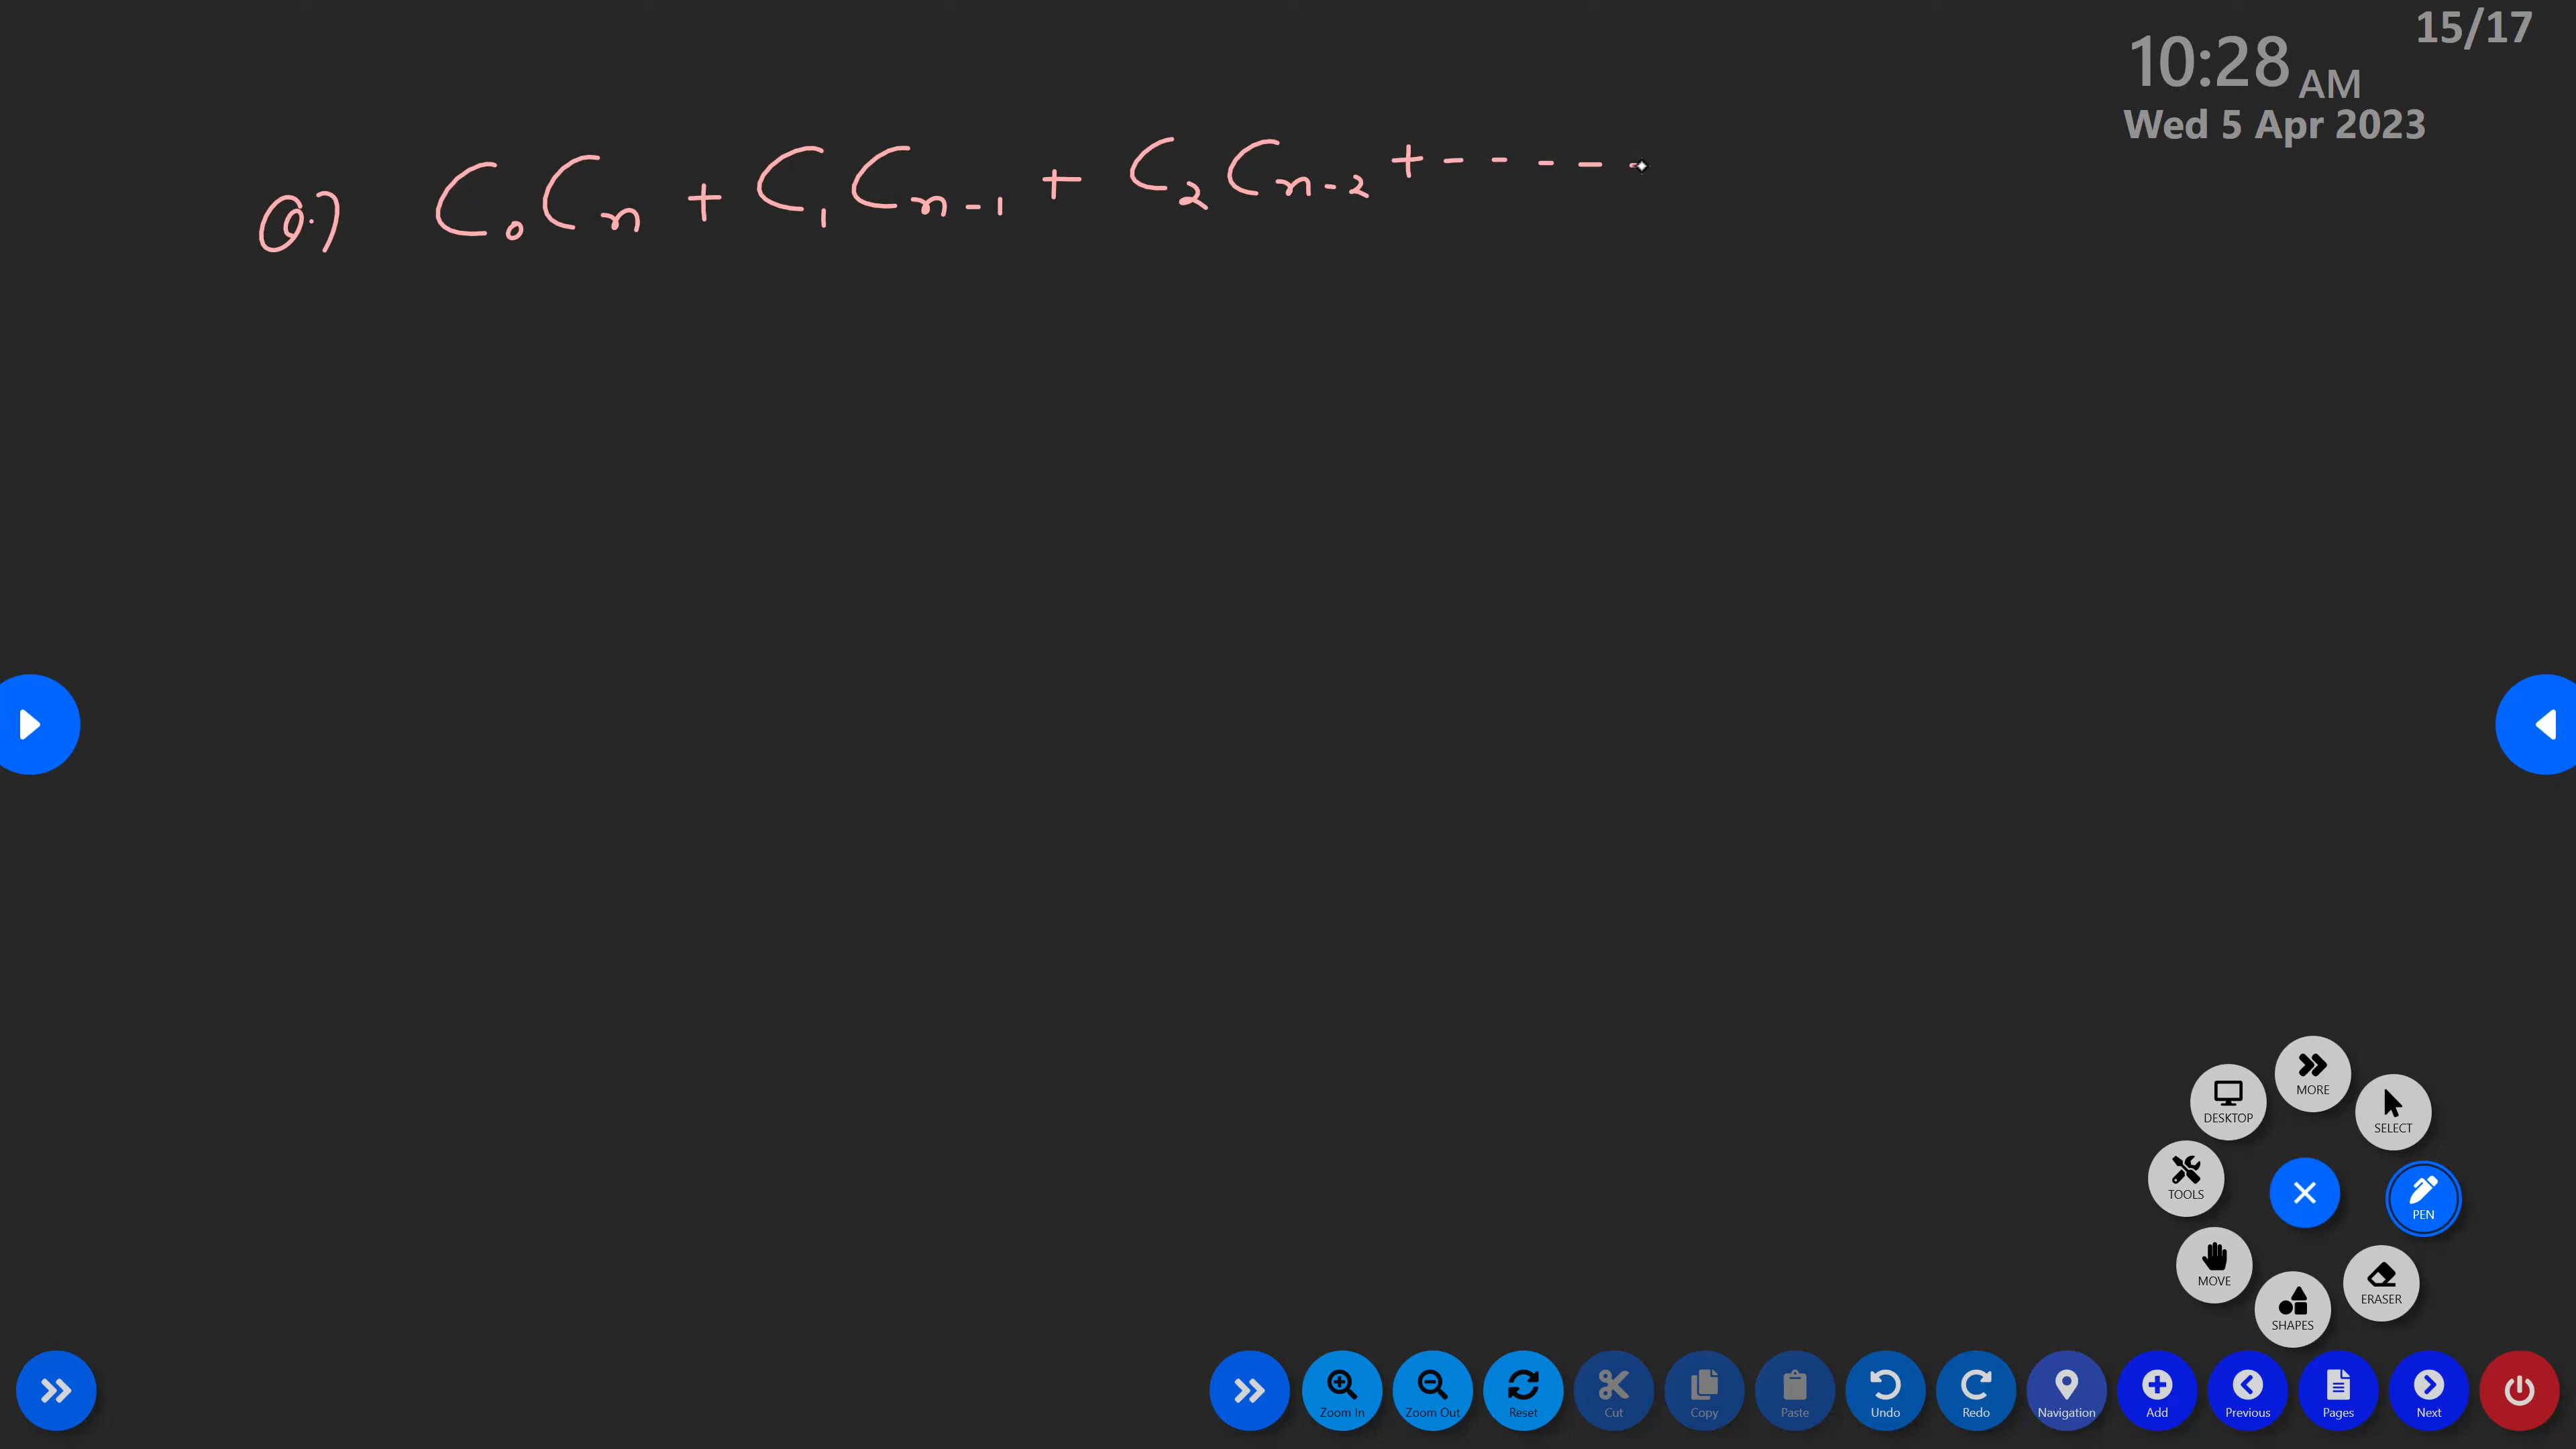 15/17
10:28 AM
Wed 5 Apr 2023
Q.) C₀Cₙ + C₁Cₙ₋₁ + C₂Cₙ₋₂ + - - - - -
MORE
DESKTOP
SELECT
TOOLS
PEN
MOVE
ERASER
SHAPES
Zoom In Zoom Out Reset Cut Copy Paste Undo Redo Navigation Add Previous Pages Next